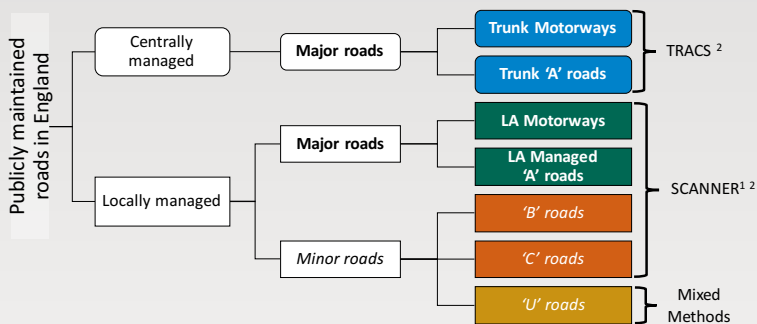 Publicly maintained
roads in England
Centrally
managed
Major roads
Trunk Motorways
Trunk ‘A’ roads
TRACS 2
Locally managed
Major roads
LA Motorways
LA Managed
‘A’ roads
SCANNER1 2
Minor roads
‘B’ roads
‘C’ roads
‘U’ roads
Mixed
Methods